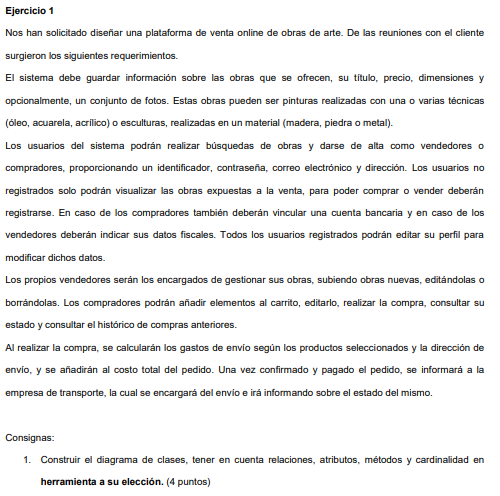 Ejercicio 1
Nos han solicitado diseñar una plataforma de venta online de obras de arte. De las reuniones con el cliente
surgieron los siguientes requerimientos.
El sistema debe guardar información sobre las obras que se ofrecen, su título, precio, dimensiones y
opcionalmente, un conjunto de fotos. Estas obras pueden ser pinturas realizadas con una o varias técnicas
(óleo, acuarela, acrílico) o esculturas, realizadas en un material (madera, piedra o metal).
Los usuarios del sistema podrán realizar búsquedas de obras y darse de alta como vendedores o
compradores, proporcionando un identificador, contraseña, correo electrónico y dirección. Los usuarios no
registrados solo podrán visualizar las obras expuestas a la venta, para poder comprar o vender deberán
registrarse. En caso de los compradores también deberán vincular una cuenta bancaria y en caso de los
vendedores deberán indicar sus datos fiscales. Todos los usuarios registrados podrán editar su perfil para
modificar dichos datos.
Los propios vendedores serán los encargados de gestionar sus obras, subiendo obras nuevas, editándolas o
borrándolas. Los compradores podrán añadir elementos al carrito, editarlo, realizar la compra, consultar su
estado y consultar el histórico de compras anteriores.
Al realizar la compra, se calcularán los gastos de envío según los productos seleccionados y la dirección de
envío, y se añadirán al costo total del pedido. Una vez confirmado y pagado el pedido, se informará a la
empresa de transporte, la cual se encargará del envío e irá informando sobre el estado del mismo.
Consignas:
1. Construir el diagrama de clases, tener en cuenta relaciones, atributos, métodos y cardinalidad en
herramienta a su elección. (4 puntos)